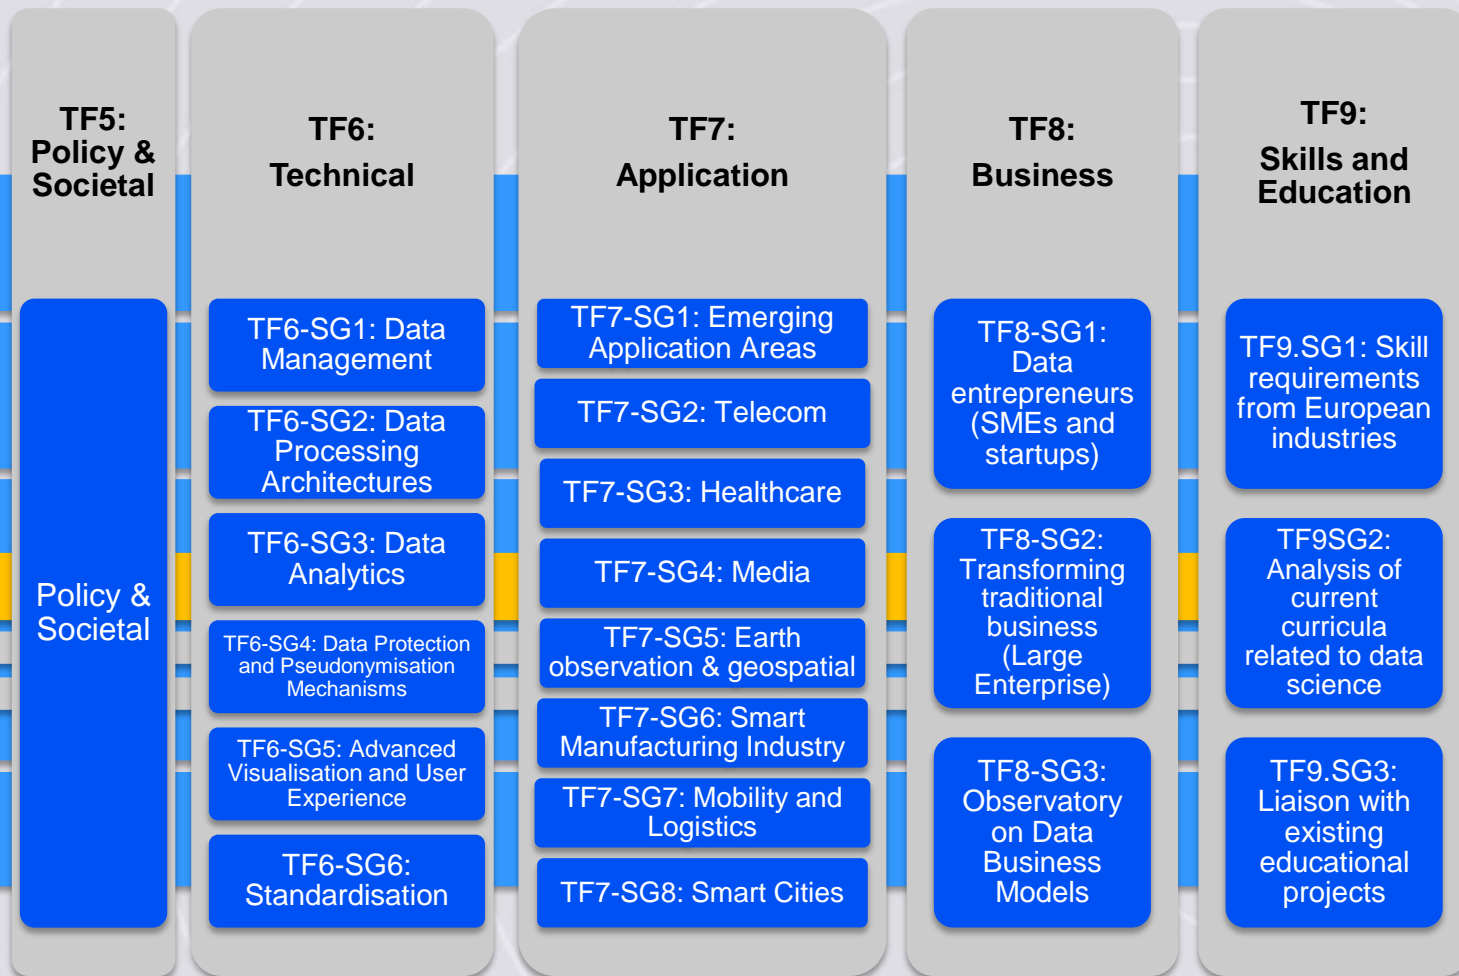 TF5:
Policy &
Societal
Policy &
Societal
TF6:
Technical
TF6-SG1: Data
Management
TF6-SG2: Data
Processing
Architectures
TF6-SG3: Data
Analytics
TF6-SG4: Data Protection
and Pseudonymisation
Mechanisms
TF6-SG5: Advanced
Visualisation and User
Experience
TF6-SG6:
Standardisation
TF7:
Application
TF7-SG1: Emerging
Application Areas
TF7-SG2: Telecom
TF7-SG3: Healthcare
TF7-SG4: Media
TF7-SG5: Earth
observation & geospatial
TF7-SG6: Smart
Manufacturing Industry
TF7-SG7: Mobility and
Logistics
TF7-SG8: Smart Cities
TF8:
Business
TF8-SG1:
Data
entrepreneurs
(SMEs and
startups)
TF8-SG2:
Transforming
traditional
business
(Large
Enterprise)
TF8-SG3:
Observatory
on Data
Business
Models
TF9:
Skills and
Education
TF9.SG1: Skill
requirements
from European
industries
TF9SG2:
Analysis of
current
curricula
related to data
science
TF9.SG3:
Liaison with
existing
educational
projects